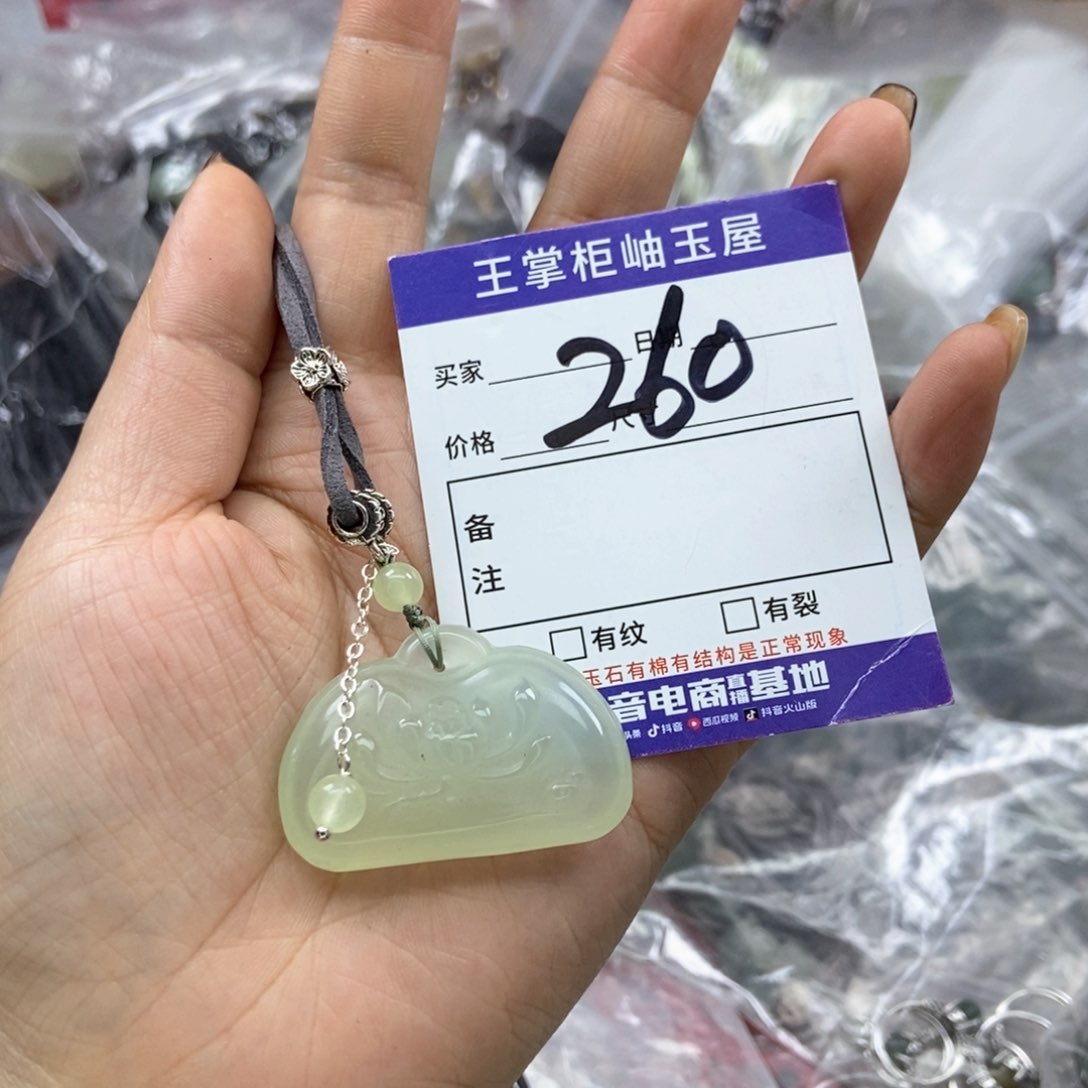 王掌柜岫玉屋
日期
260
买家
价格
备
注
有纹
有裂
玉石有棉有结构是正常现象
音电商直播基地
头条 抖音 西瓜视频 抖音火山版